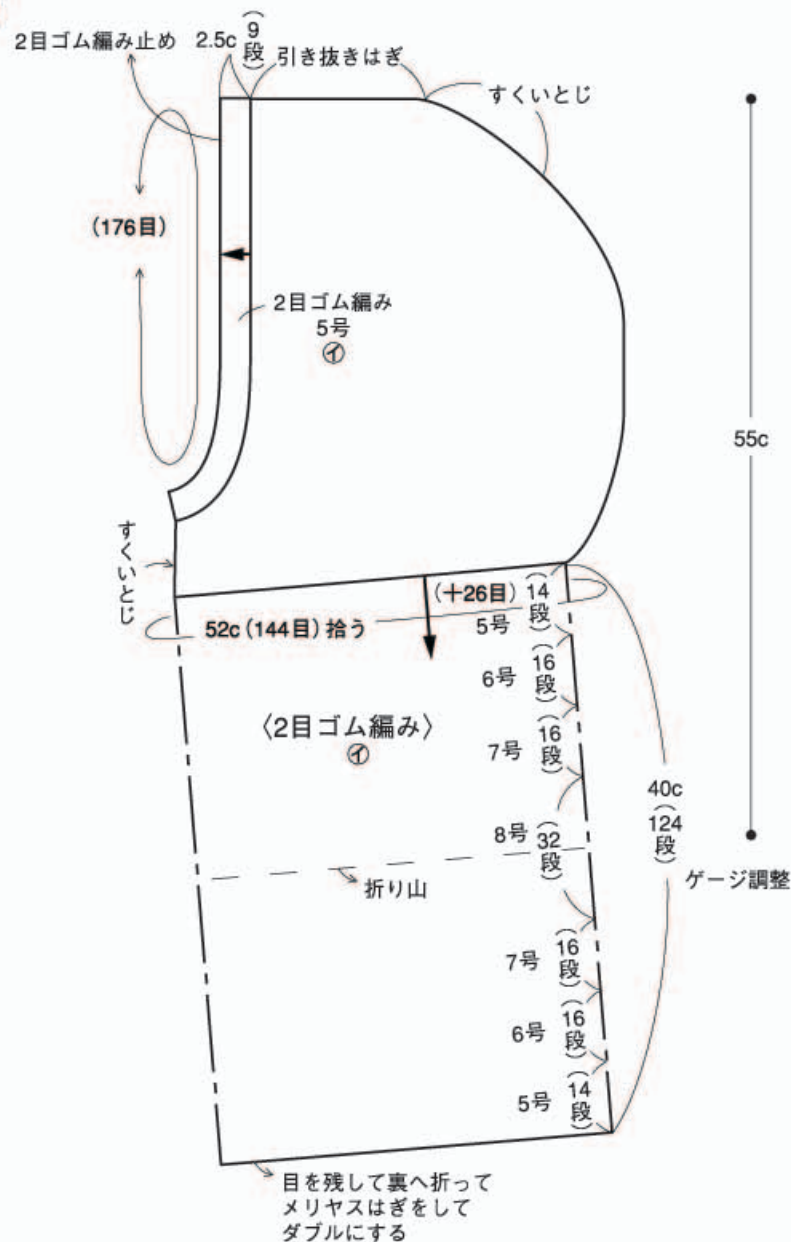 2目ゴム編み止め
2.5c
(9段)
引き抜きはぎ
すくいとじ
(176目)
2目ゴム編み
5号
㋑
55c
すくいとじ
(+26目)
52c (144目) 拾う
(14段)
5号
6号 (16段)
〈2目ゴム編み〉
㋑
7号 (16段)
8号 (32段)
40c
(124段)
ゲージ調整
折り山
7号 (16段)
6号 (16段)
5号 (14段)
目を残して裏へ折って
メリヤスはぎをして
ダブルにする